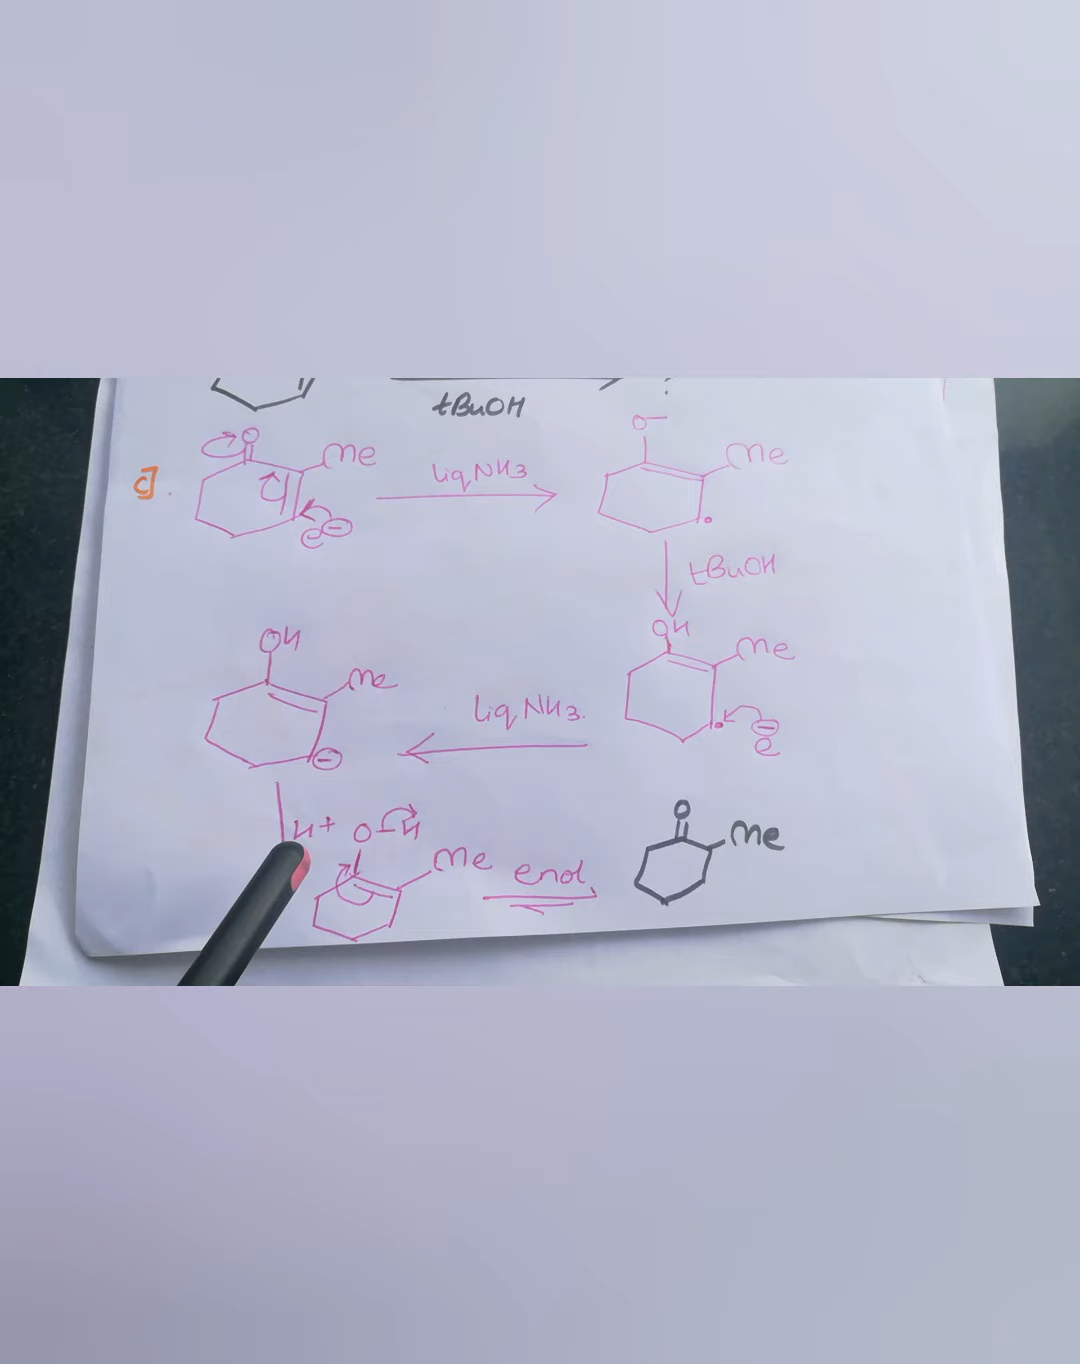 tBuOH ?
C].
O Me
liq NH3
e⊖
O−
Me
•
tBuOH
OH
Me
• ⊖
e
liq NH3.
OH
Me
⊖
H+
O–H
Me
enol
O
Me